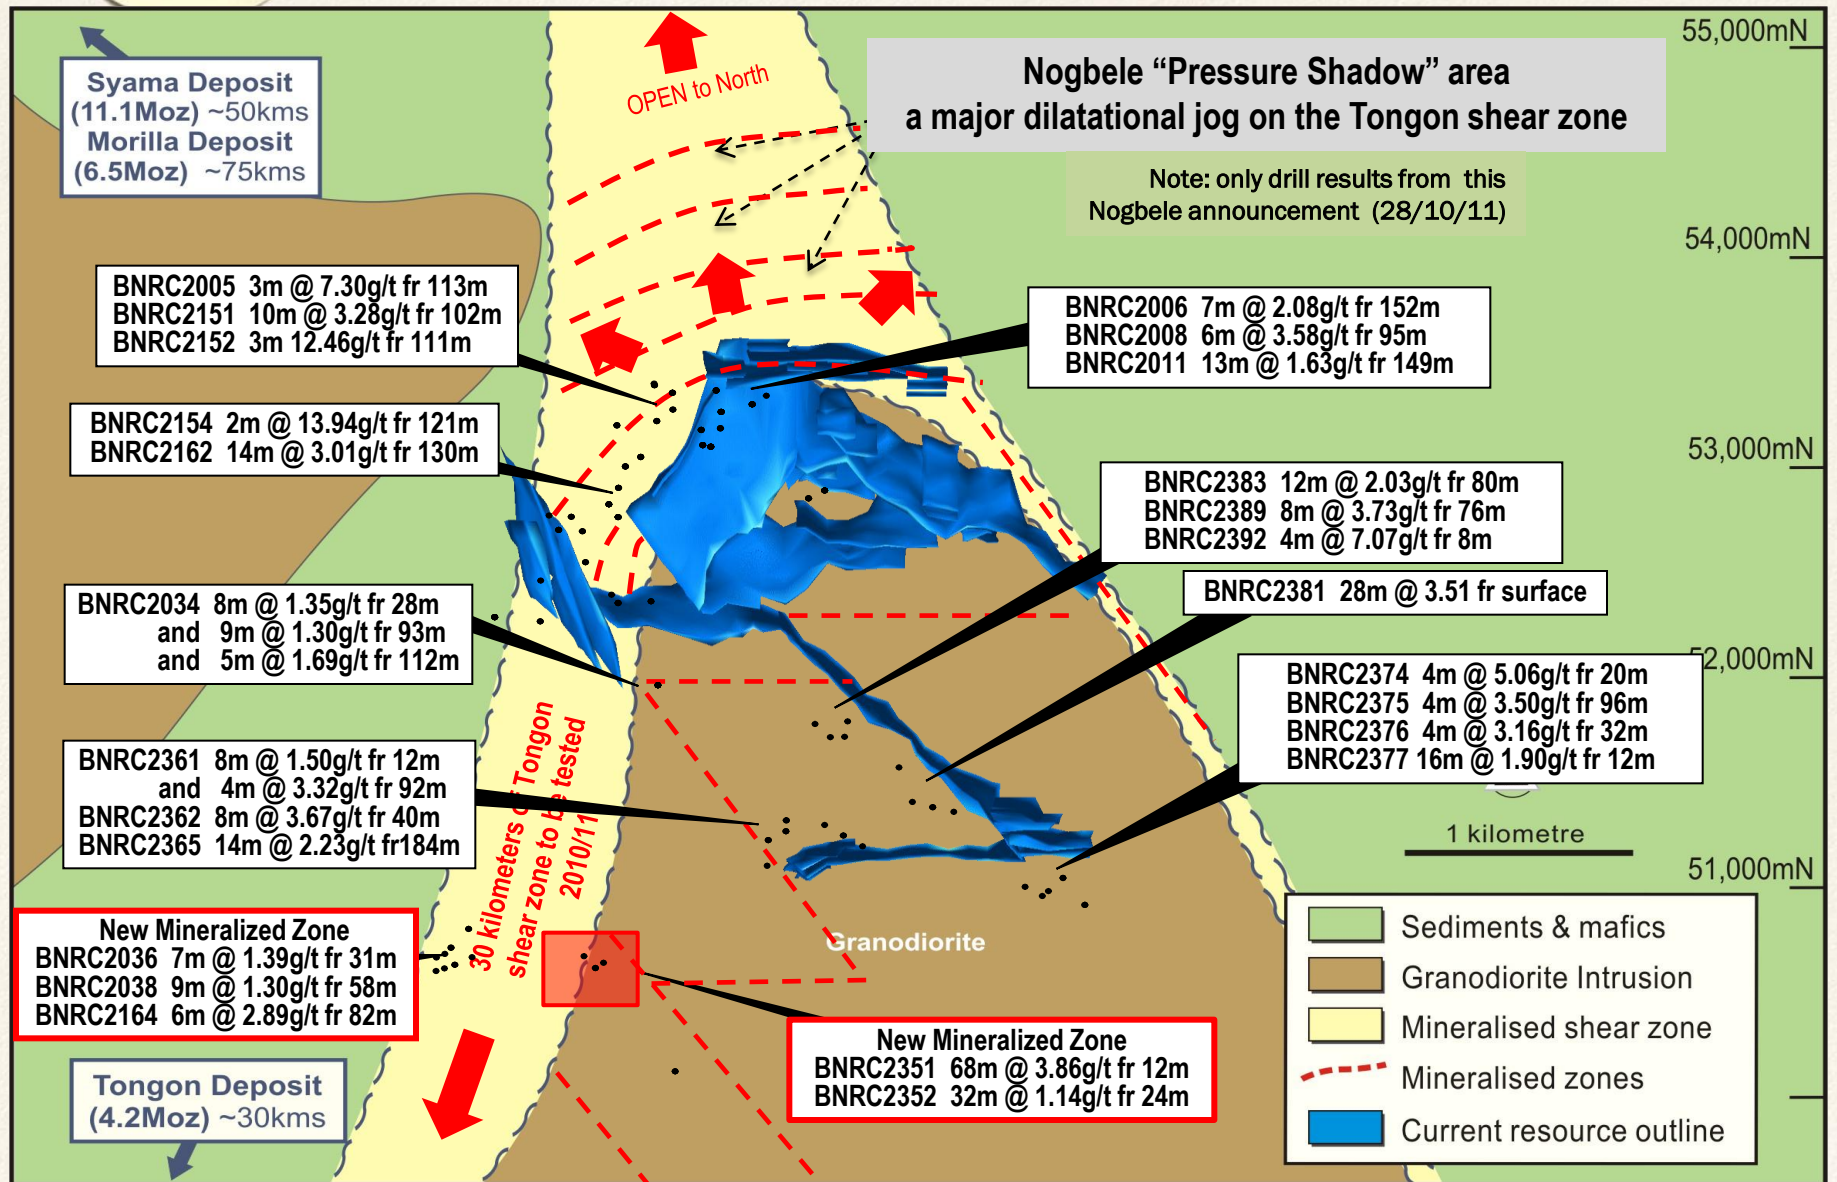 55,000mN
Syama Deposit
(11.1Moz) ~50kms
Morilla Deposit
(6.5Moz) ~75kms
OPEN to North
Nogbele “Pressure Shadow” area
a major dilatational jog on the Tongon shear zone
Note: only drill results from this
Nogbele announcement (28/10/11)
54,000mN
BNRC2005 3m @ 7.30g/t fr 113m
BNRC2151 10m @ 3.28g/t fr 102m
BNRC2152 3m 12.46g/t fr 111m
BNRC2006 7m @ 2.08g/t fr 152m
BNRC2008 6m @ 3.58g/t fr 95m
BNRC2011 13m @ 1.63g/t fr 149m
BNRC2154 2m @ 13.94g/t fr 121m
BNRC2162 14m @ 3.01g/t fr 130m
53,000mN
BNRC2383 12m @ 2.03g/t fr 80m
BNRC2389 8m @ 3.73g/t fr 76m
BNRC2392 4m @ 7.07g/t fr 8m
BNRC2381 28m @ 3.51 fr surface
BNRC2034 8m @ 1.35g/t fr 28m
and 9m @ 1.30g/t fr 93m
and 5m @ 1.69g/t fr 112m
52,000mN
BNRC2374 4m @ 5.06g/t fr 20m
BNRC2375 4m @ 3.50g/t fr 96m
BNRC2376 4m @ 3.16g/t fr 32m
BNRC2377 16m @ 1.90g/t fr 12m
BNRC2361 8m @ 1.50g/t fr 12m
and 4m @ 3.32g/t fr 92m
BNRC2362 8m @ 3.67g/t fr 40m
BNRC2365 14m @ 2.23g/t fr184m
30 kilometers of Tongon
shear zone to be tested
2010/11
1 kilometre
51,000mN
New Mineralized Zone
BNRC2036 7m @ 1.39g/t fr 31m
BNRC2038 9m @ 1.30g/t fr 58m
BNRC2164 6m @ 2.89g/t fr 82m
Granodiorite
New Mineralized Zone
BNRC2351 68m @ 3.86g/t fr 12m
BNRC2352 32m @ 1.14g/t fr 24m
Tongon Deposit
(4.2Moz) ~30kms
Sediments & mafics
Granodiorite Intrusion
Mineralised shear zone
Mineralised zones
Current resource outline